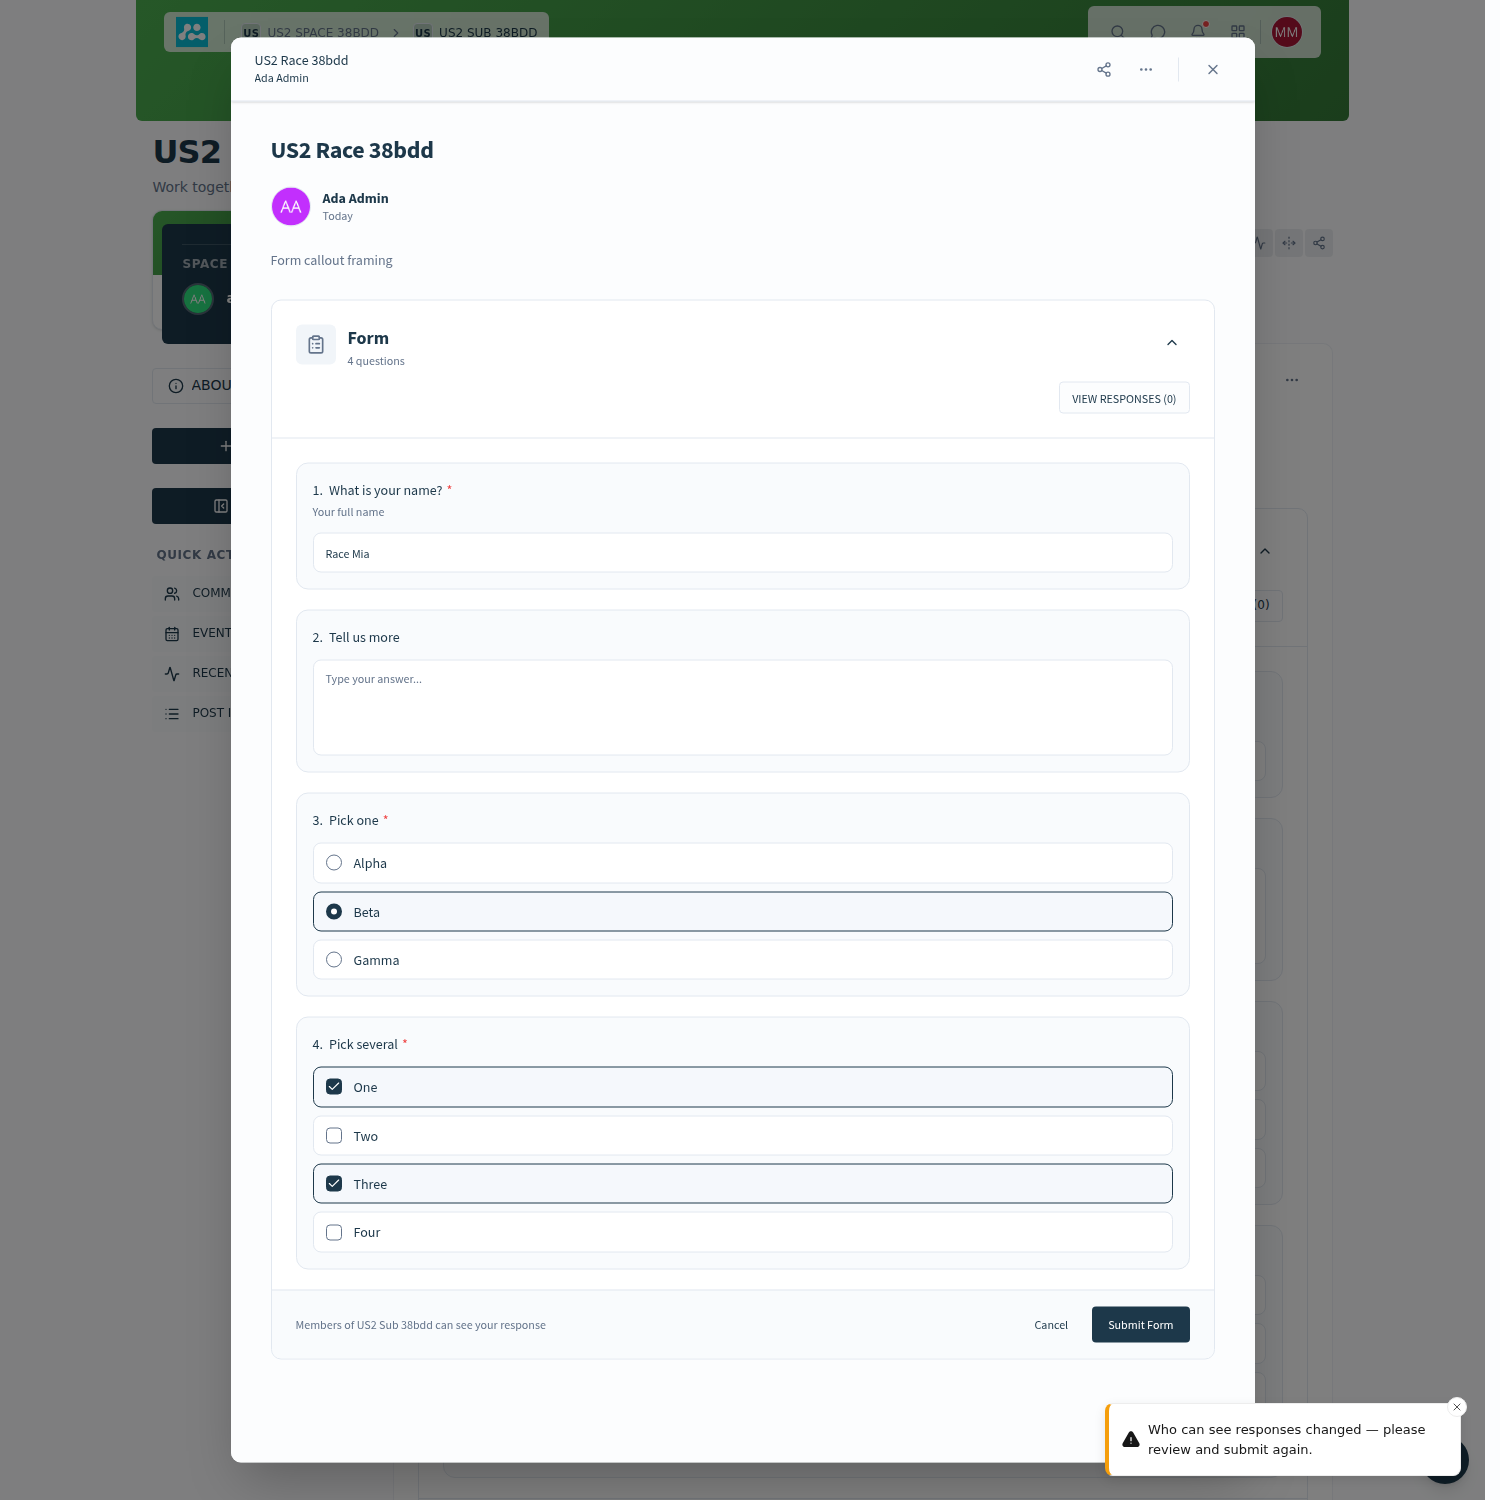 US US2 SPACE 38BDD > US US2 SUB 38BDD
MM
US2 Race 38bdd
Ada Admin
US2
Work toget
SPACE
AA
ABOU
QUICK ACT
COMM
EVENT
RECEN
POST
US2 Race 38bdd
AA
Ada Admin
Today
Form callout framing
Form
4 questions
VIEW RESPONSES (0)
(0)
1. What is your name? *
Your full name
Race Mia
2. Tell us more
Type your answer...
3. Pick one *
Alpha
Beta
Gamma
4. Pick several *
One
Two
Three
Four
Members of US2 Sub 38bdd can see your response
Cancel
Submit Form
Who can see responses changed — please
review and submit again.